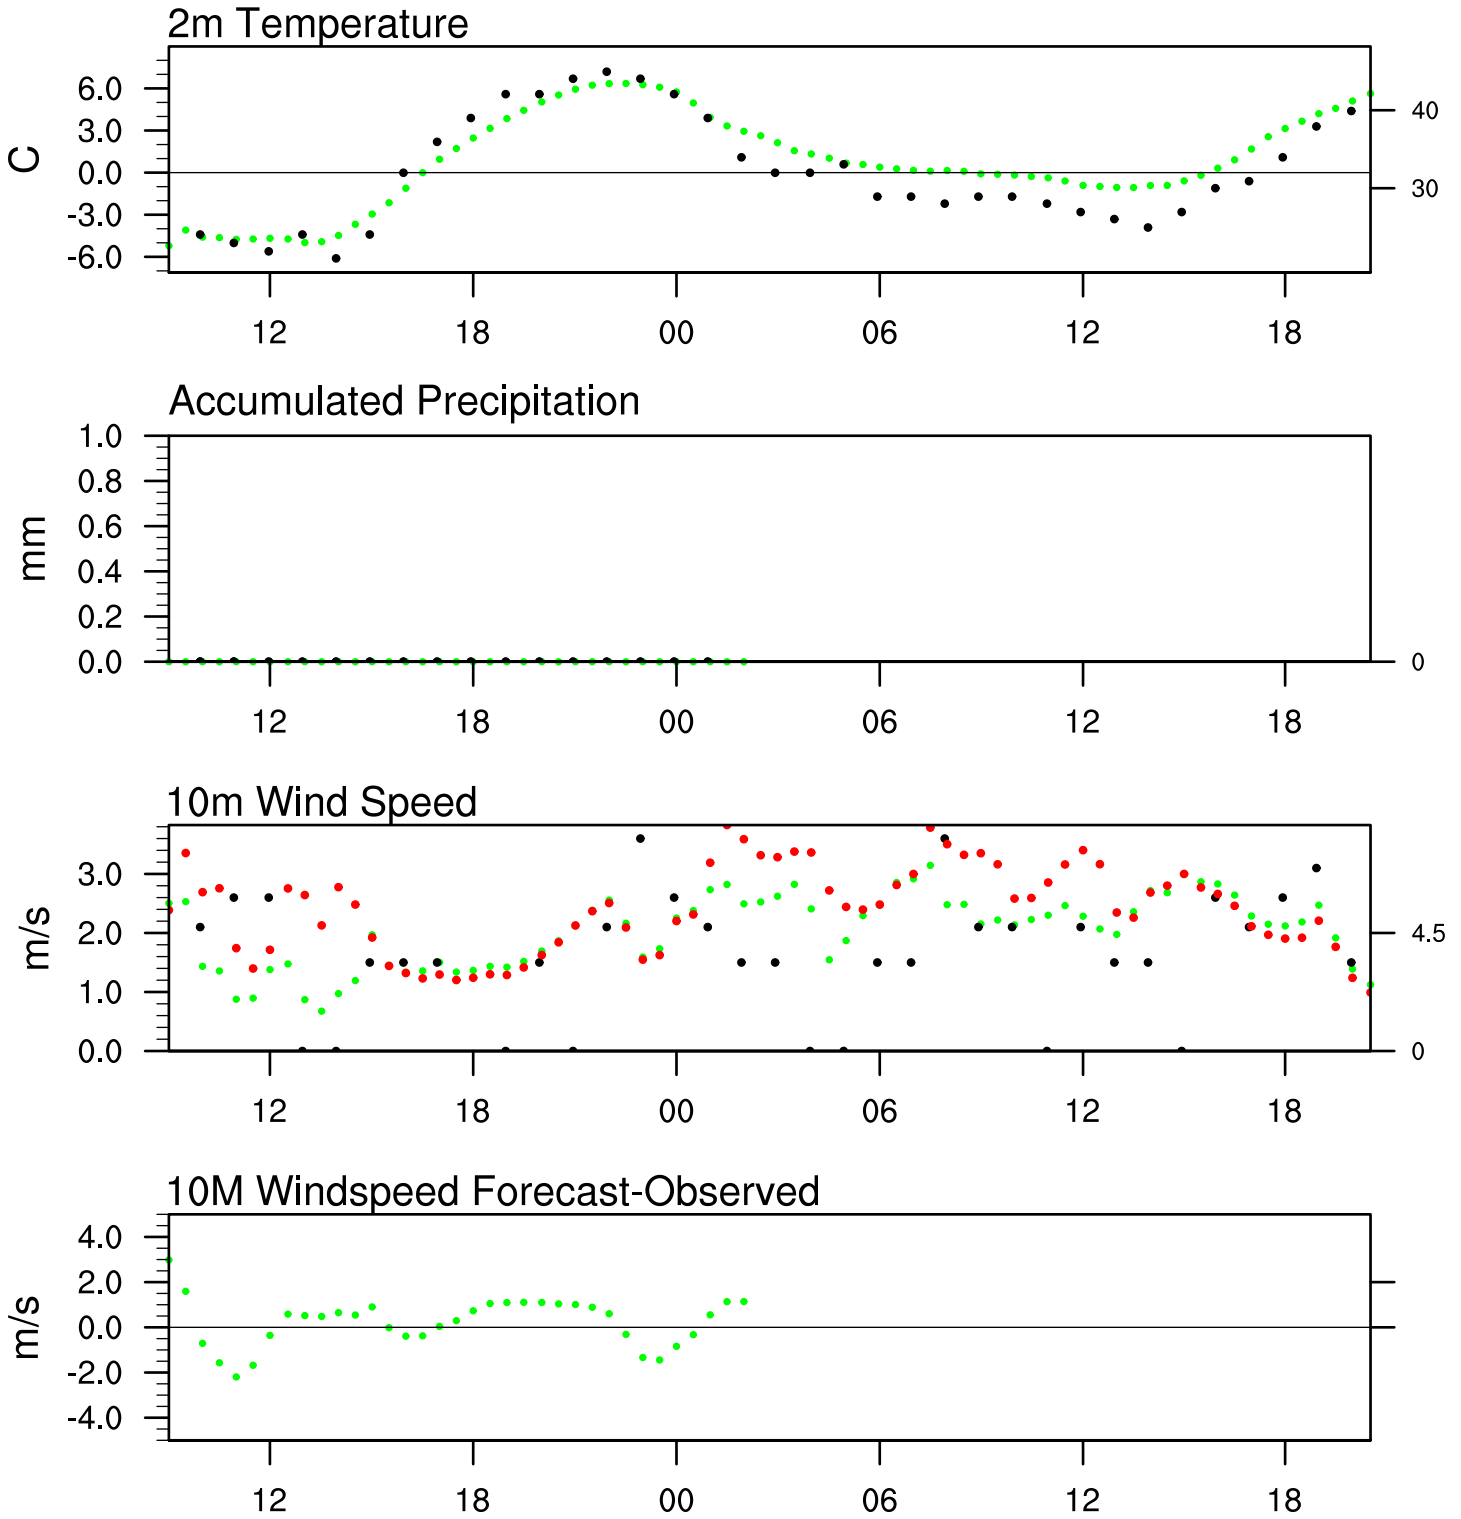 2m Temperature
6.0
3.0
0.0
-3.0
-6.0
C
40
30
12 18 00 06 12 18
Accumulated Precipitation
1.0
0.8
0.6
0.4
0.2
0.0
mm
0
12 18 00 06 12 18
10m Wind Speed
3.0
2.0
1.0
0.0
m/s
4.5
0
12 18 00 06 12 18
10M Windspeed Forecast-Observed
4.0
2.0
0.0
-2.0
-4.0
m/s
12 18 00 06 12 18